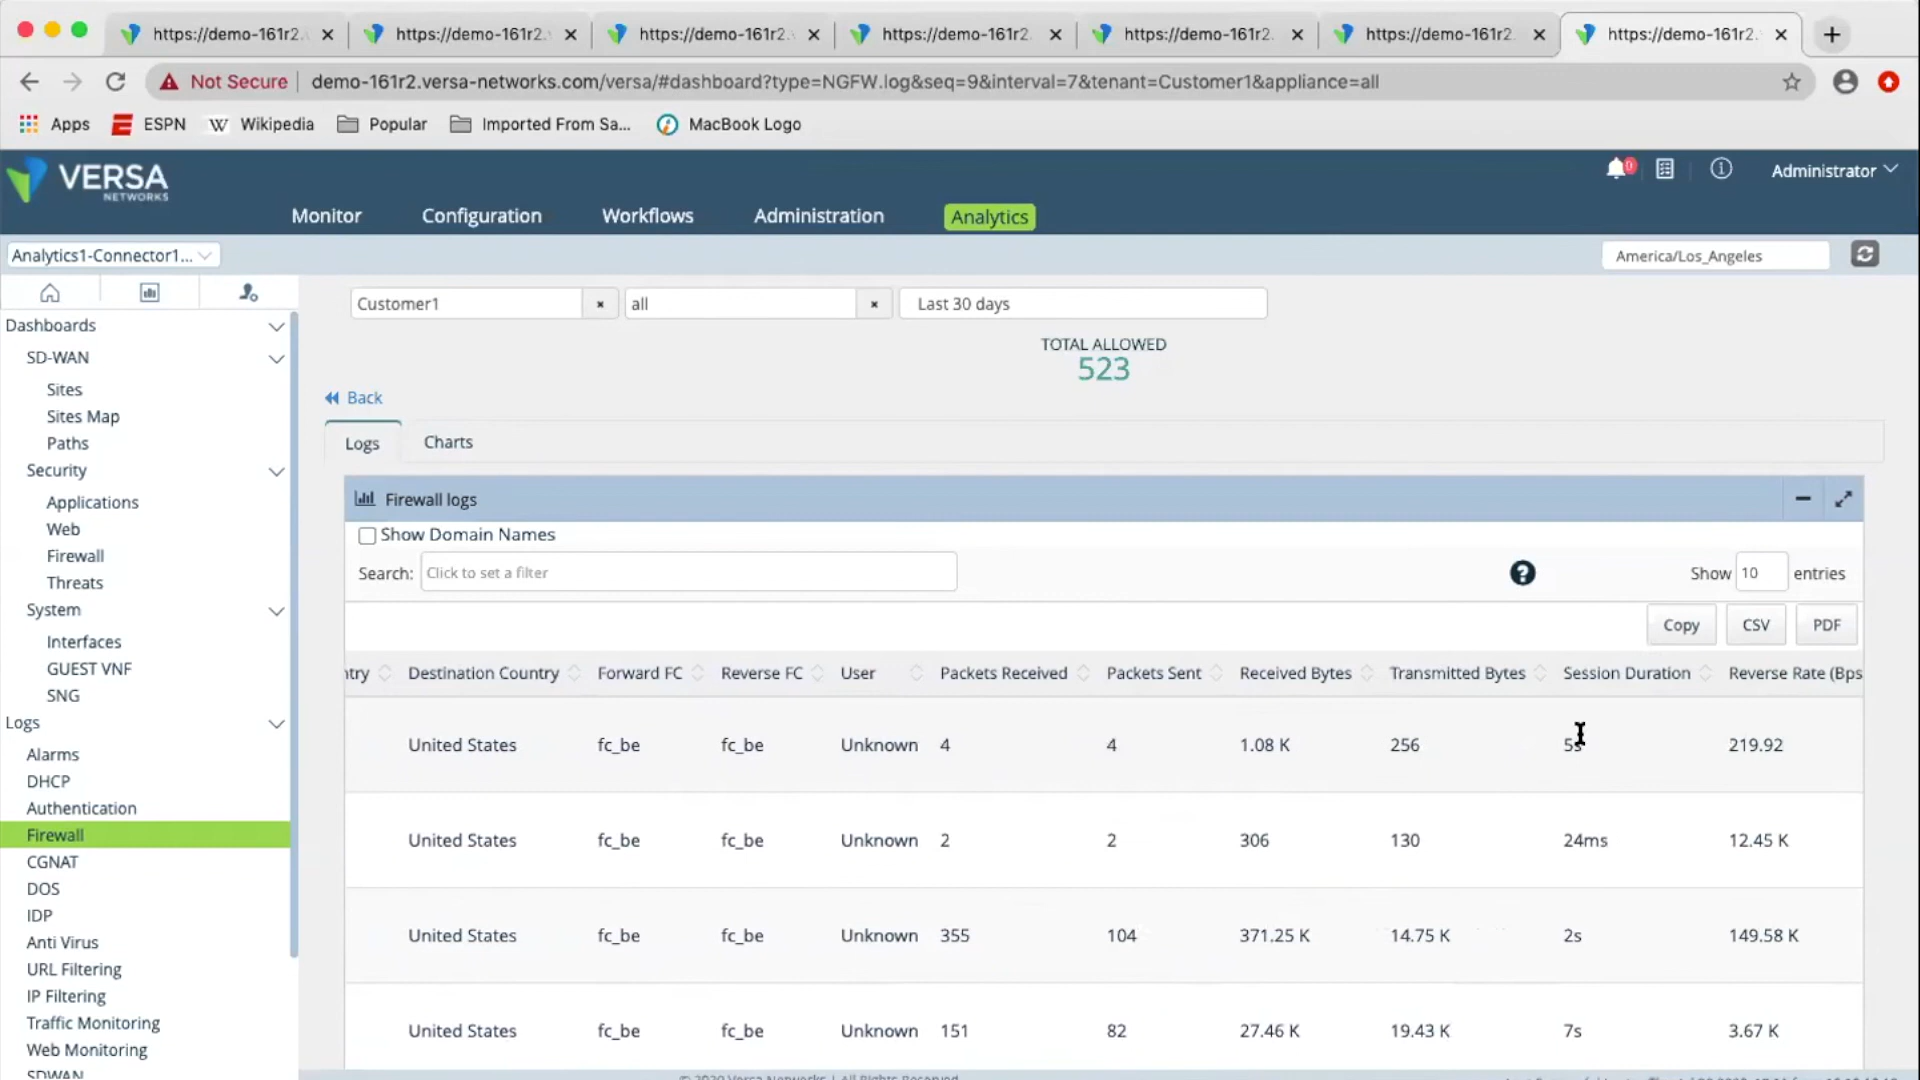 https://demo-161r2. https://demo-161r2. https://demo-161r2. https://demo-161r2. https://demo-161r2. https://demo-161r2. https://demo-161r2.
Not Secure demo-161r2.versa-networks.com/versa/#dashboard?type=NGFW.log&seq=9&interval=7&tenant=Customer1&appliance=all
Apps ESPN W Wikipedia Popular Imported From Sa... MacBook Logo
VERSA
NETWORKS
0 Administrator
Monitor Configuration Workflows Administration Analytics
Analytics1-Connector1... America/Los_Angeles
Customer1 × all × Last 30 days
Dashboards
SD-WAN
Sites
Sites Map
Paths
Security
Applications
Web
Firewall
Threats
System
Interfaces
GUEST VNF
SNG
Logs
Alarms
DHCP
Authentication
Firewall
CGNAT
DOS
IDP
Anti Virus
URL Filtering
IP Filtering
Traffic Monitoring
Web Monitoring
SDWAN
TOTAL ALLOWED
523
Back
Logs Charts
Firewall logs
Show Domain Names
Search: Click to set a filter ? Show 10 entries
Copy CSV PDF
ntry Destination Country Forward FC Reverse FC User Packets Received Packets Sent Received Bytes Transmitted Bytes Session Duration Reverse Rate (Bps
United States fc_be fc_be Unknown 4 4 1.08 K 256 5s 219.92
United States fc_be fc_be Unknown 2 2 306 130 24ms 12.45 K
United States fc_be fc_be Unknown 355 104 371.25 K 14.75 K 2s 149.58 K
United States fc_be fc_be Unknown 151 82 27.46 K 19.43 K 7s 3.67 K
© 2020 Versa Networks | All Rights Reserved